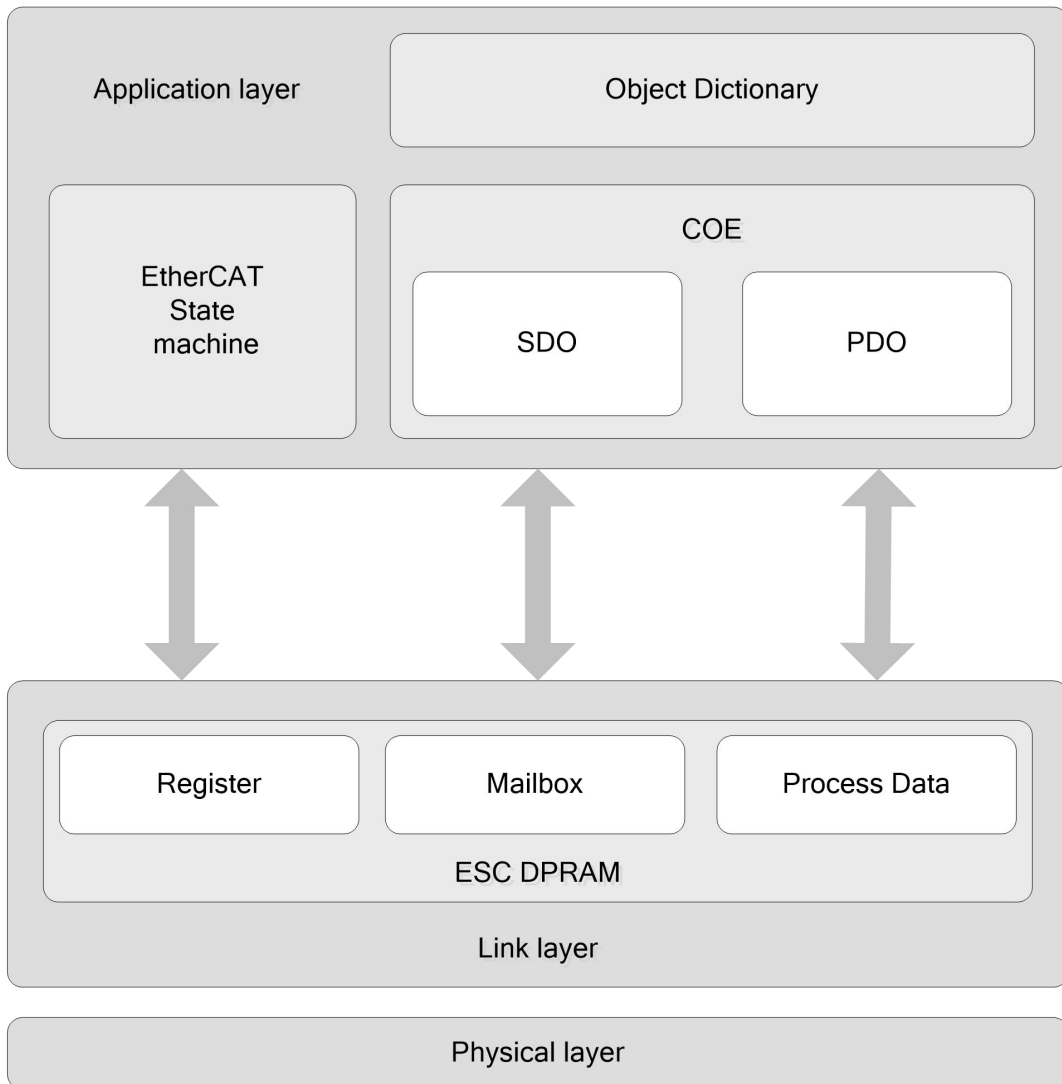 Application layer
Object Dictionary
EtherCAT
State
machine
COE
SDO
PDO
Register
Mailbox
Process Data
ESC DPRAM
Link layer
Physical layer